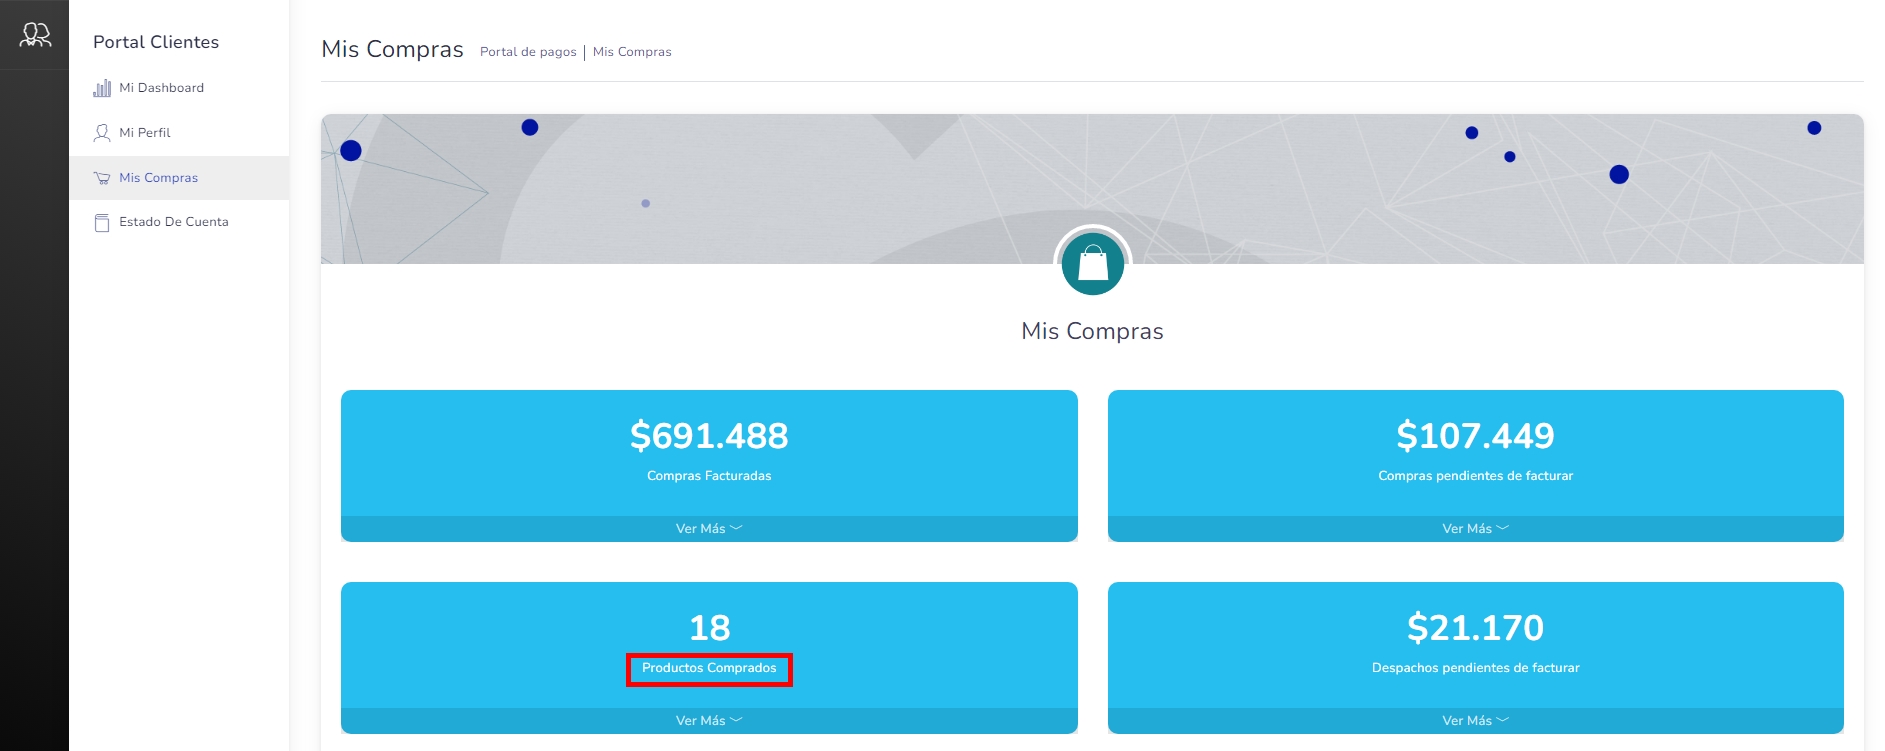 Portal Clientes
Mi Dashboard
Mi Perfil
Mis Compras
Estado De Cuenta
Mis Compras Portal de pagos | Mis Compras
Mis Compras
$691.488
Compras Facturadas
Ver Más
$107.449
Compras pendientes de facturar
Ver Más
18
Productos Comprados
Ver Más
$21.170
Despachos pendientes de facturar
Ver Más